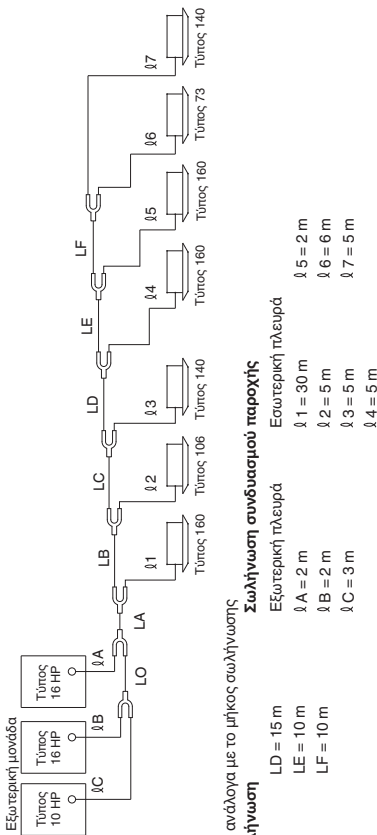 Εξωτερική μονάδα
Τύπος 10 HP
Τύπος 16 HP
Τύπος 16 HP
ℓC
ℓB
ℓA
LO
LA
LB
LC
LD
LE
LF
ℓ1
ℓ2
ℓ3
ℓ4
ℓ5
ℓ6
ℓ7
Τύπος 160
Τύπος 106
Τύπος 140
Τύπος 160
Τύπος 160
Τύπος 73
Τύπος 140
ανάλογα με το μήκος σωλήνωσης
Σωλήνωση συνδυασμού παροχής
LD = 15 m
LE = 10 m
LF = 10 m
Εξωτερική πλευρά
ℓA = 2 m
ℓB = 2 m
ℓC = 3 m
Εσωτερική πλευρά
ℓ1 = 30 m
ℓ2 = 5 m
ℓ3 = 5 m
ℓ4 = 5 m
ℓ5 = 2 m
ℓ6 = 6 m
ℓ7 = 5 m